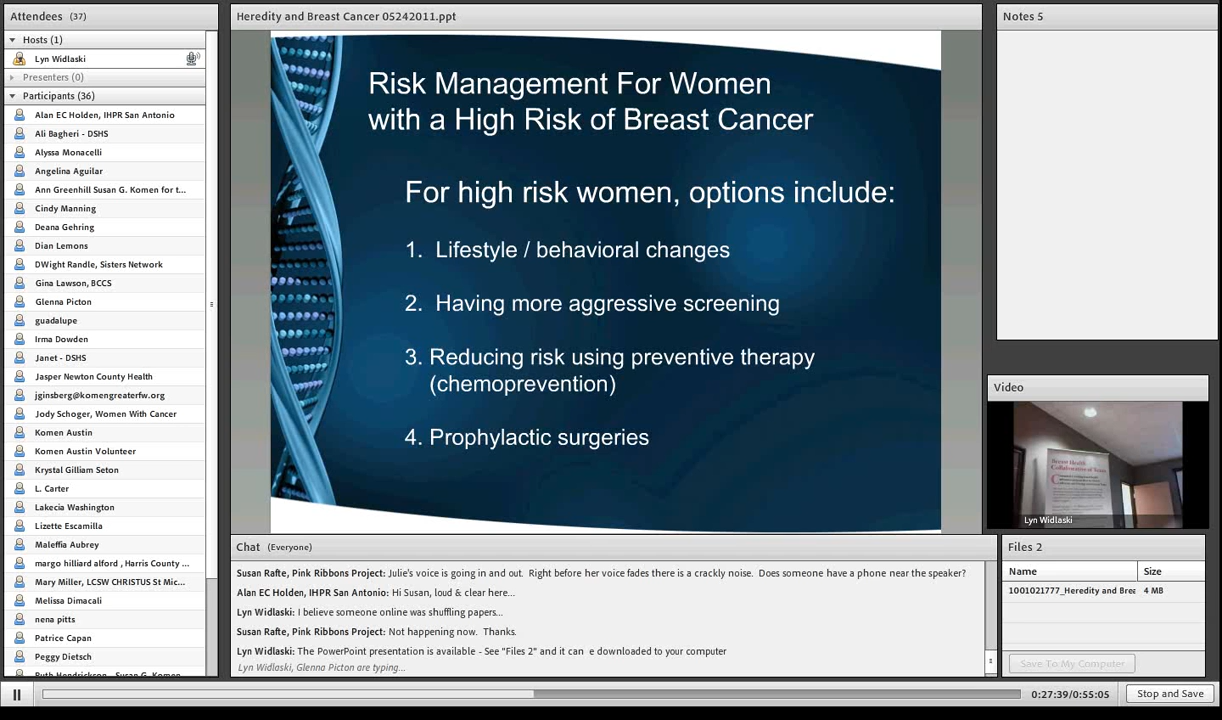 Attendees (37)
Hosts (1)
Lyn Widlaski
Presenters (0)
Participants (36)
Alan EC Holden, IHPR San Antonio
Ali Bagheri - DSHS
Alyssa Monacelli
Angelina Aguilar
Ann Greenhill Susan G. Komen for t...
Cindy Manning
Deana Gehring
Dian Lemons
DWight Randle, Sisters Network
Gina Lawson, BCCS
Glenna Picton
guadalupe
Irma Dowden
Janet - DSHS
Jasper Newton County Health
jginsberg@komengreaterfw.org
Jody Schoger, Women With Cancer
Komen Austin
Komen Austin Volunteer
Krystal Gilliam Seton
L. Carter
Lakecia Washington
Lizette Escamilla
Maleffia Aubrey
margo hilliard alford , Harris County ...
Mary Miller, LCSW CHRISTUS St Mic...
Melissa Dimacali
nena pitts
Patrice Capan
Peggy Dietsch
Ruth Hendrickson - Susan G. Komen
Heredity and Breast Cancer 05242011.ppt
Risk Management For Women
with a High Risk of Breast Cancer
For high risk women, options include:
1. Lifestyle / behavioral changes
2. Having more aggressive screening
3. Reducing risk using preventive therapy
(chemoprevention)
4. Prophylactic surgeries
Chat (Everyone)
Susan Rafte, Pink Ribbons Project: Julie's voice is going in and out. Right before her voice fades there is a crackly noise. Does someone have a phone near the speaker?
Alan EC Holden, IHPR San Antonio: Hi Susan, loud & clear here...
Lyn Widlaski: I believe someone online was shuffling papers...
Susan Rafte, Pink Ribbons Project: Not happening now. Thanks.
Lyn Widlaski: The PowerPoint presentation is available - See "Files 2" and it can e downloaded to your computer
Lyn Widlaski, Glenna Picton are typing...
Notes 5
Video
Lyn Widlaski
Files 2
Name Size
1001021777_Heredity and Brea 4 MB
Save To My Computer
0:27:39/0:55:05
Stop and Save